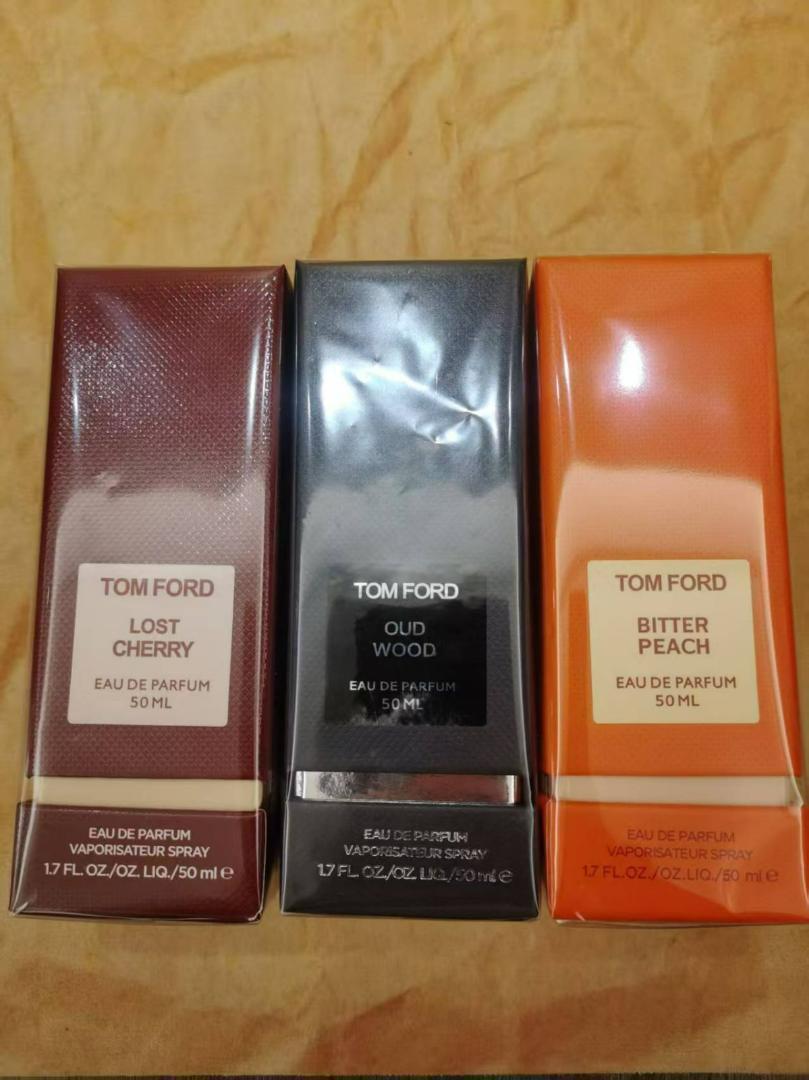 TOM FORD
LOST
CHERRY
EAU DE PARFUM
50 ML
EAU DE PARFUM
VAPORISATEUR SPRAY
1.7 FL. OZ./OZ. LIQ./50 ml ℮
TOM FORD
OUD
WOOD
EAU DE PARFUM
50 ML
EAU DE PARFUM
VAPORISATEUR SPRAY
1.7 FL. OZ./OZ. LIQ./50 ml ℮
TOM FORD
BITTER
PEACH
EAU DE PARFUM
50 ML
EAU DE PARFUM
VAPORISATEUR SPRAY
1.7 FL.OZ./OZ.LIQ./50 ml ℮